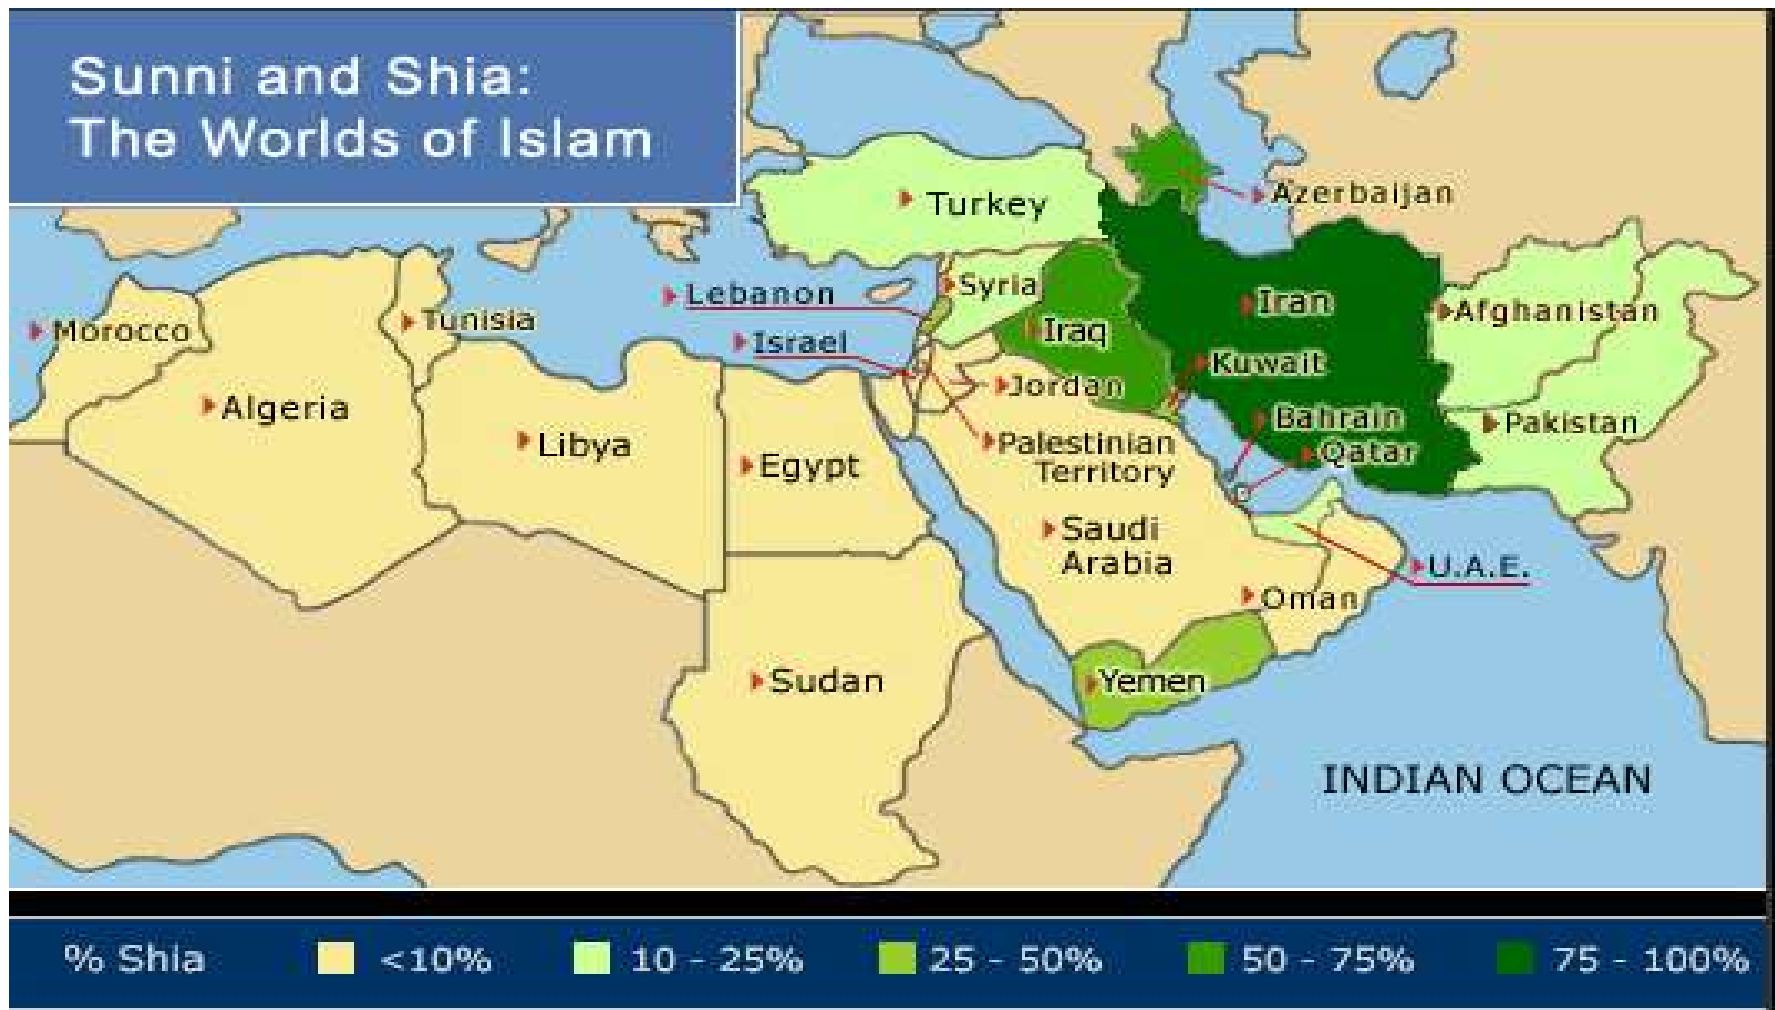 Sunni and Shia:
The Worlds of Islam
Turkey
Azerbaijan
Lebanon
Syria
Iran
Afghanistan
Morocco
Tunisia
Israel
Iraq
Kuwait
Algeria
Jordan
Bahrain
Pakistan
Libya
Egypt
Palestinian
Territory
Qatar
Saudi
Arabia
U.A.E.
Oman
Sudan
Yemen
INDIAN OCEAN
% Shia <10% 10 - 25% 25 - 50% 50 - 75% 75 - 100%